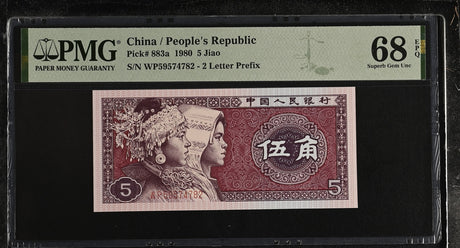 PMG
PAPER MONEY GUARANTY
China / People's Republic
Pick# 883a 1980 5 Jiao
S/N WP59574782 - 2 Letter Prefix
68
EPQ
Superb Gem Unc
中国人民银行
伍角
5
5